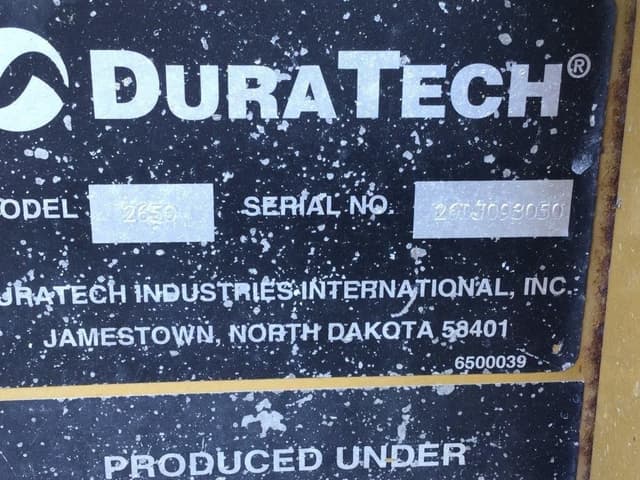 DURATECH®
ODEL 2650 SERIAL NO.
URATECH INDUSTRIES INTERNATIONAL, INC
JAMESTOWN, NORTH DAKOTA 58401
6500039
PRODUCED UNDER